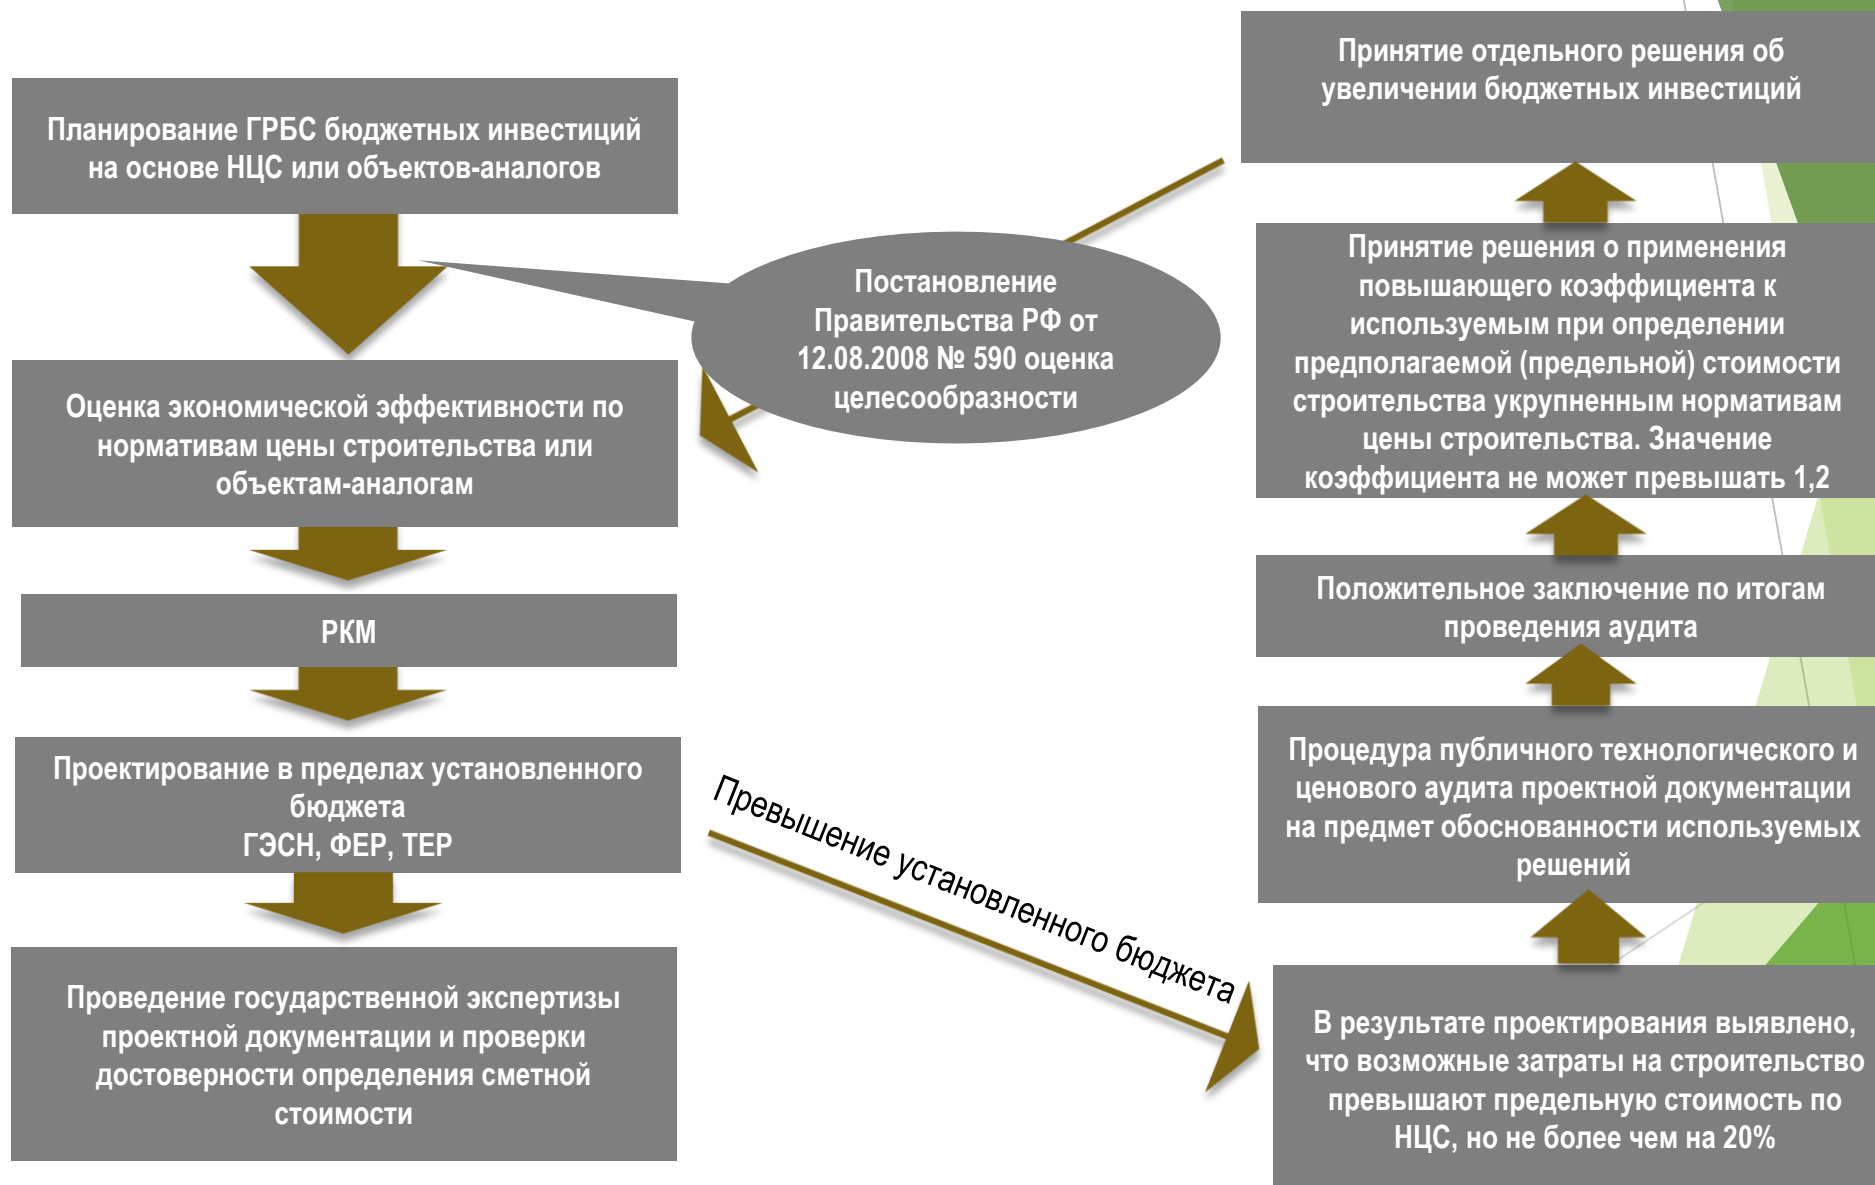 Планирование ГРБС бюджетных инвестиций
на основе НЦС или объектов-аналогов
Оценка экономической эффективности по
нормативам цены строительства или
объектам-аналогам
РКМ
Проектирование в пределах установленного
бюджета
ГЭСН, ФЕР, ТЕР
Проведение государственной экспертизы
проектной документации и проверки
достоверности определения сметной
стоимости
Постановление
Правительства РФ от
12.08.2008 № 590 оценка
целесообразности
Превышение установленного бюджета
Принятие отдельного решения об
увеличении бюджетных инвестиций
Принятие решения о применения
повышающего коэффициента к
используемым при определении
предполагаемой (предельной) стоимости
строительства укрупненным нормативам
цены строительства. Значение
коэффициента не может превышать 1,2
Положительное заключение по итогам
проведения аудита
Процедура публичного технологического и
ценового аудита проектной документации
на предмет обоснованности используемых
решений
В результате проектирования выявлено,
что возможные затраты на строительство
превышают предельную стоимость по
НЦС, но не более чем на 20%